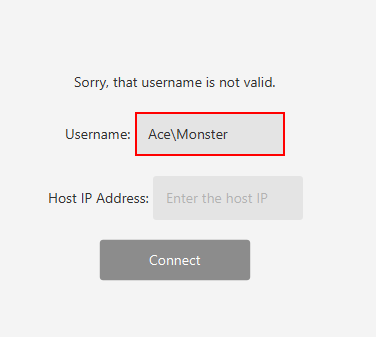 Sorry, that username is not valid.
Username: Ace\Monster
Host IP Address: Enter the host IP
Connect